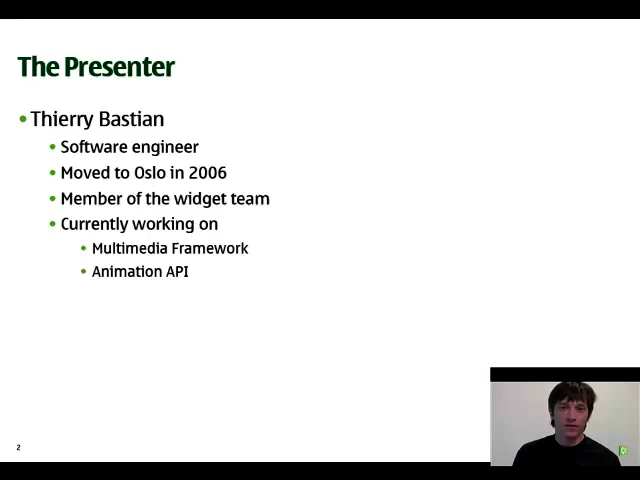 The Presenter
• Thierry Bastian
• Software engineer
• Moved to Oslo in 2006
• Member of the widget team
• Currently working on
• Multimedia Framework
• Animation API
2